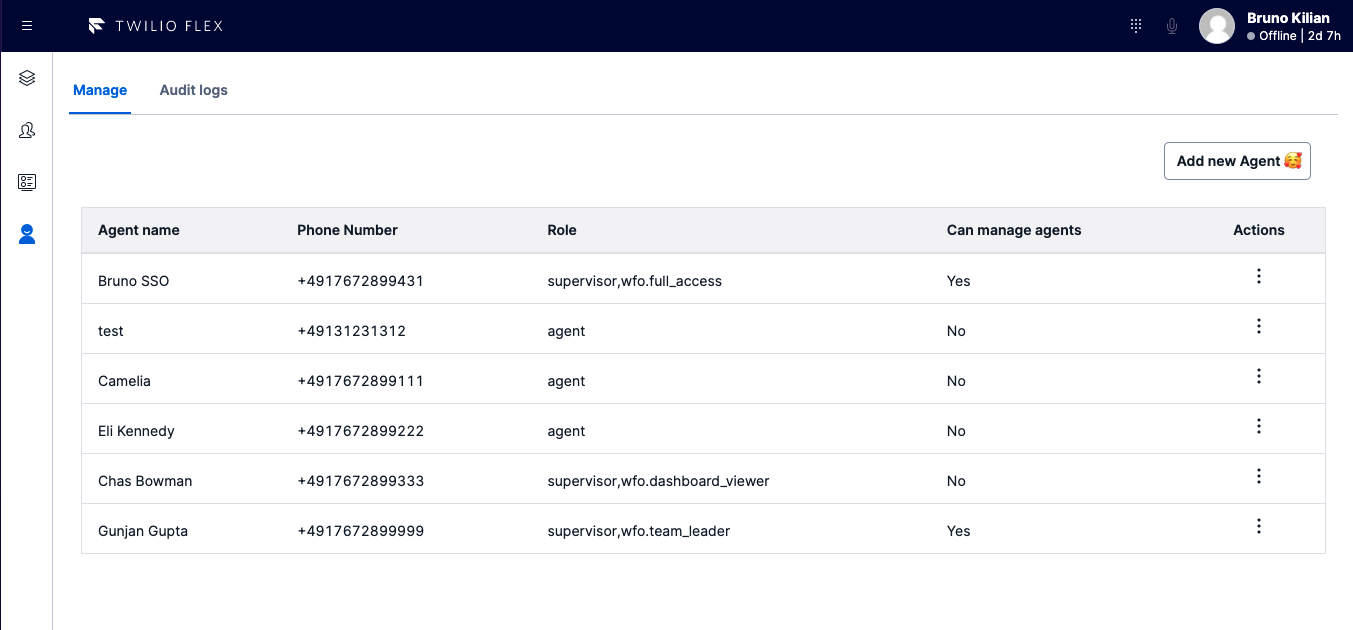 TWILIO FLEX
Bruno Kilian
Offline | 2d 7h
Manage Audit logs
Add new Agent 🥰
Agent name Phone Number Role Can manage agents Actions
Bruno SSO +4917672899431 supervisor,wfo.full_access Yes
test +49131231312 agent No
Camelia +4917672899111 agent No
Eli Kennedy +4917672899222 agent No
Chas Bowman +4917672899333 supervisor,wfo.dashboard_viewer No
Gunjan Gupta +4917672899999 supervisor,wfo.team_leader Yes